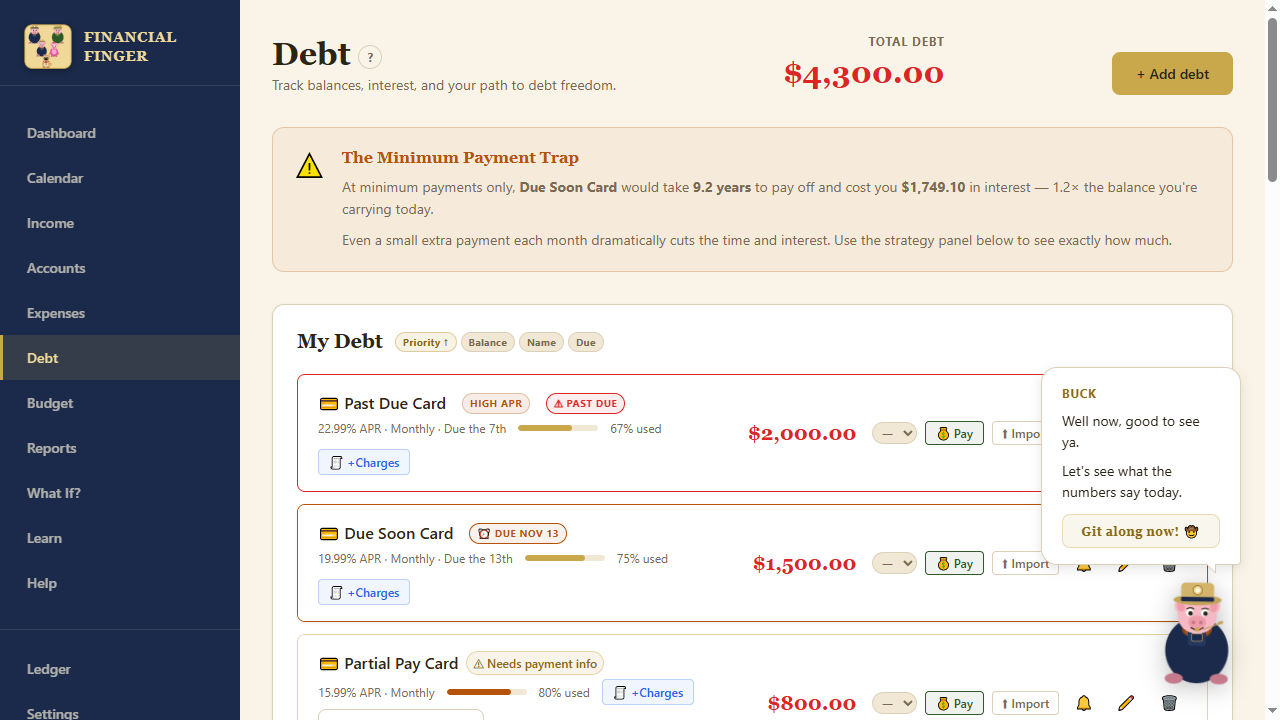 FINANCIAL
FINGER
Dashboard
Calendar
Income
Accounts
Expenses
Debt
Budget
Reports
What If?
Learn
Help
Ledger
Settings
Debt ?
Track balances, interest, and your path to debt freedom.
TOTAL DEBT
$4,300.00
+ Add debt
The Minimum Payment Trap
At minimum payments only, Due Soon Card would take 9.2 years to pay off and cost you $1,749.10 in interest — 1.2× the balance you're
carrying today.
Even a small extra payment each month dramatically cuts the time and interest. Use the strategy panel below to see exactly how much.
My Debt Priority ↑ Balance Name Due
Past Due Card HIGH APR ⚠ PAST DUE
22.99% APR · Monthly · Due the 7th 67% used
+Charges
$2,000.00 — Pay ⬆ Impo
Due Soon Card DUE NOV 13
19.99% APR · Monthly · Due the 13th 75% used
+Charges
$1,500.00 — Pay ⬆ Import
Partial Pay Card ⚠ Needs payment info
15.99% APR · Monthly 80% used +Charges
$800.00 — Pay ⬆ Import
BUCK
Well now, good to see
ya.
Let's see what the
numbers say today.
Git along now! 🤠